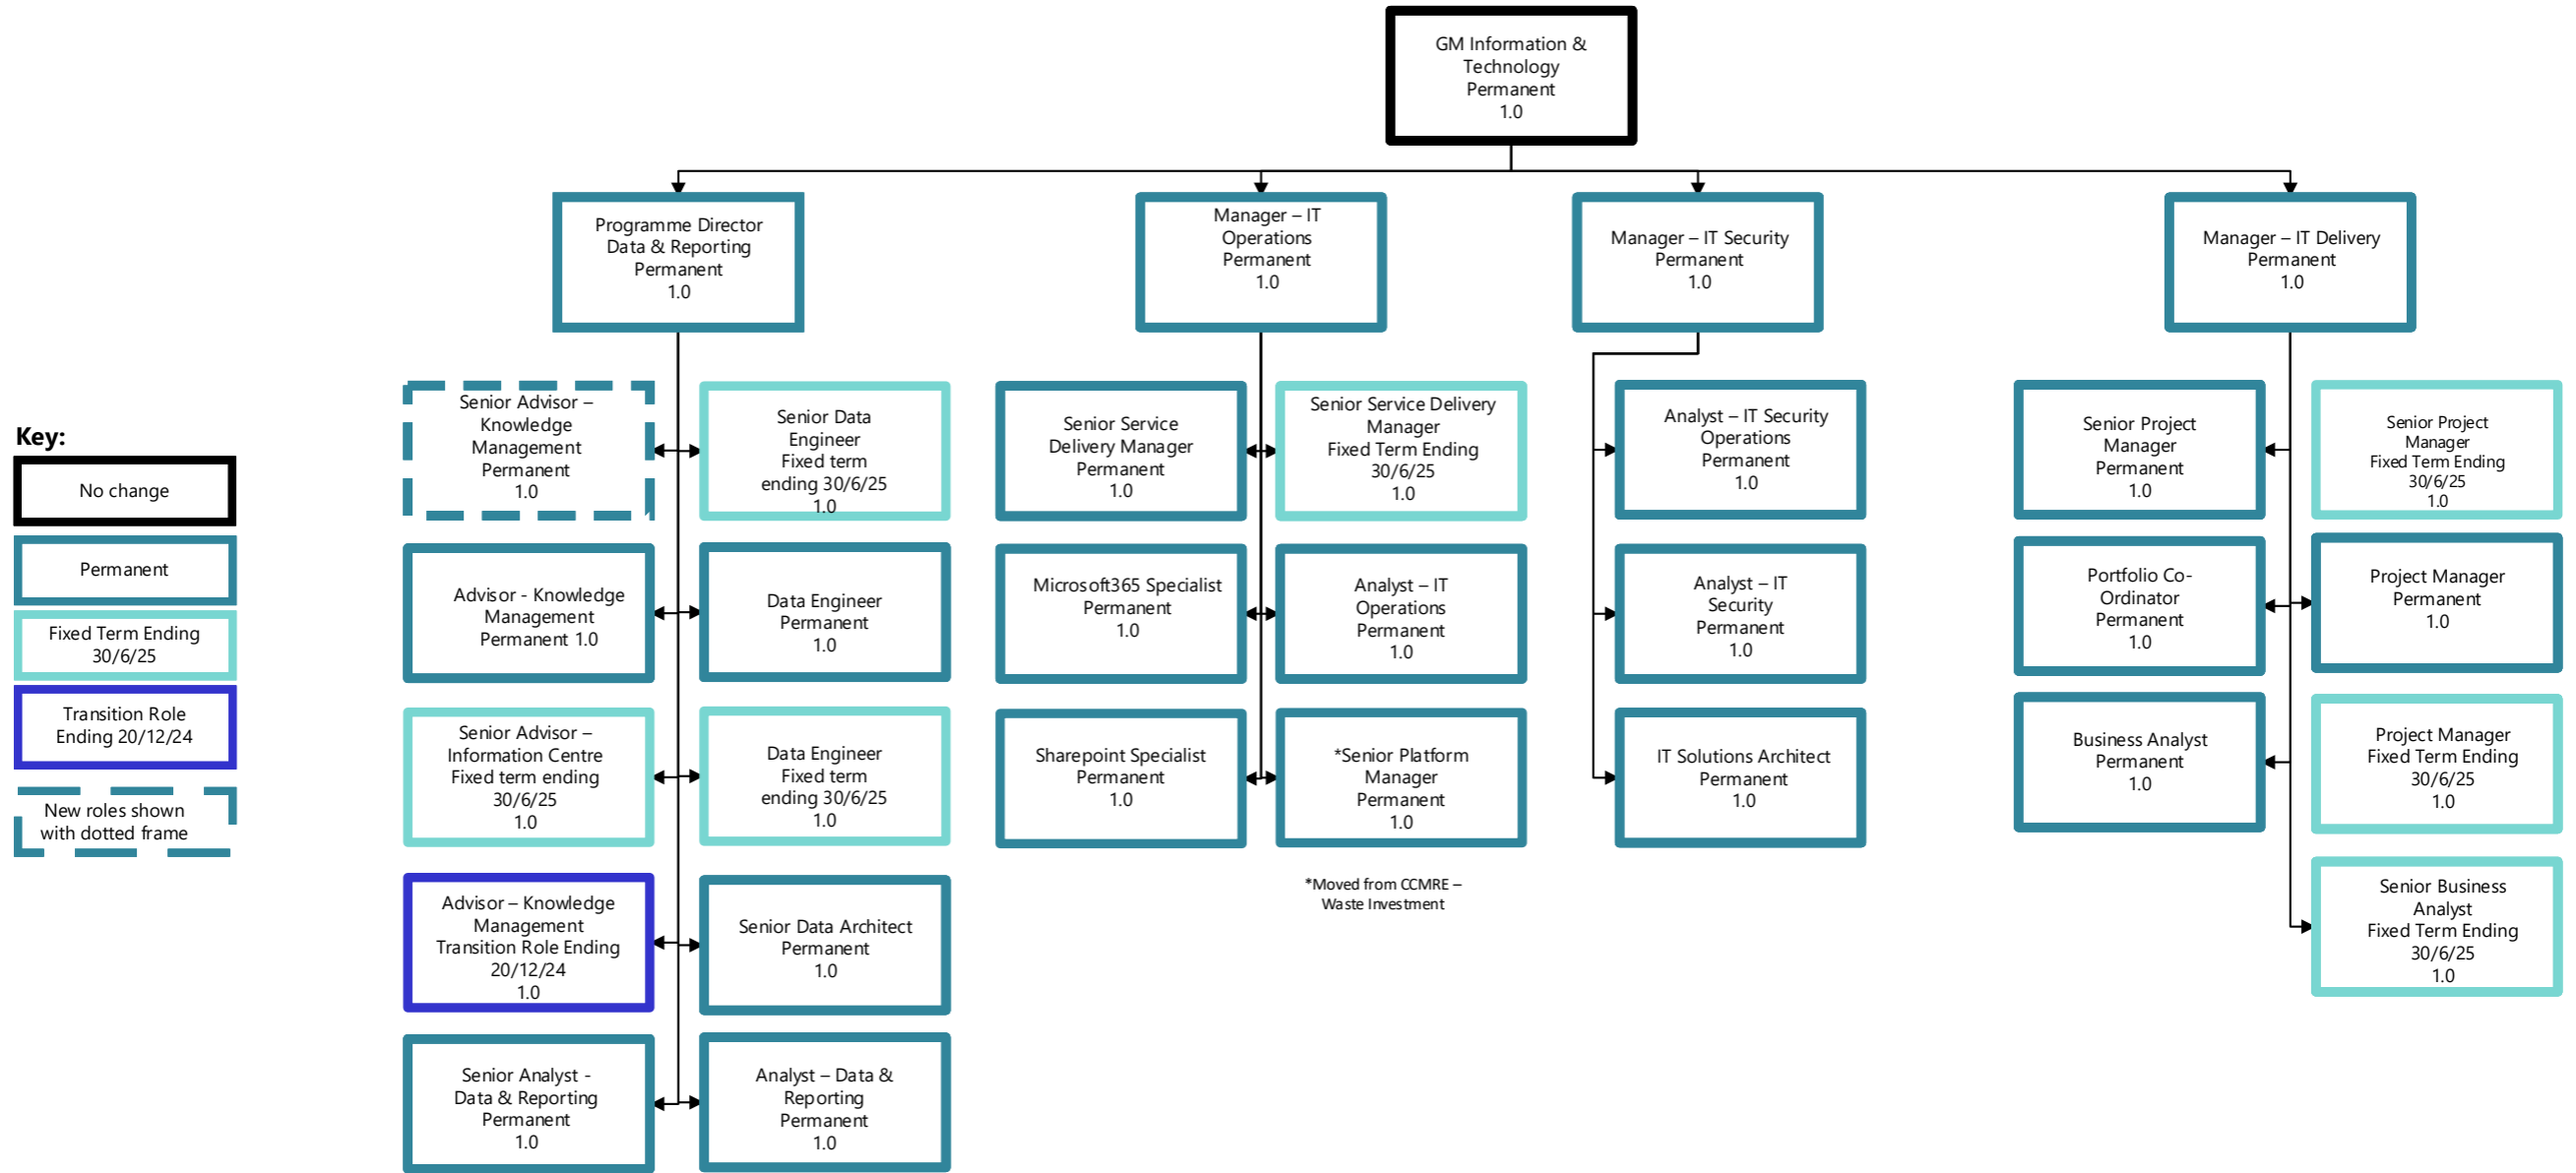 GM Information &
Technology
Permanent
1.0
Programme Director
Data & Reporting
Permanent
1.0
Manager – IT
Operations
Permanent
1.0
Manager – IT Security
Permanent
1.0
Manager – IT Delivery
Permanent
1.0
Key:
No change
Permanent
Fixed Term Ending
30/6/25
Transition Role
Ending 20/12/24
New roles shown
with dotted frame
Senior Advisor –
Knowledge
Management
Permanent
1.0
Senior Data
Engineer
Fixed term
ending 30/6/25
1.0
Advisor - Knowledge
Management
Permanent 1.0
Data Engineer
Permanent
1.0
Senior Advisor –
Information Centre
Fixed term ending
30/6/25
1.0
Data Engineer
Fixed term
ending 30/6/25
1.0
Advisor – Knowledge
Management
Transition Role Ending
20/12/24
1.0
Senior Data Architect
Permanent
1.0
Senior Analyst -
Data & Reporting
Permanent
1.0
Analyst – Data &
Reporting
Permanent
1.0
Senior Service
Delivery Manager
Permanent
1.0
Senior Service Delivery
Manager
Fixed Term Ending
30/6/25
1.0
Microsoft365 Specialist
Permanent
1.0
Analyst – IT
Operations
Permanent
1.0
Sharepoint Specialist
Permanent
1.0
*Senior Platform
Manager
Permanent
1.0
*Moved from CCMRE –
Waste Investment
Analyst – IT Security
Operations
Permanent
1.0
Analyst – IT
Security
Permanent
1.0
IT Solutions Architect
Permanent
1.0
Senior Project
Manager
Permanent
1.0
Senior Project
Manager
Fixed Term Ending
30/6/25
1.0
Portfolio Co-
Ordinator
Permanent
1.0
Project Manager
Permanent
1.0
Business Analyst
Permanent
1.0
Project Manager
Fixed Term Ending
30/6/25
1.0
Senior Business
Analyst
Fixed Term Ending
30/6/25
1.0